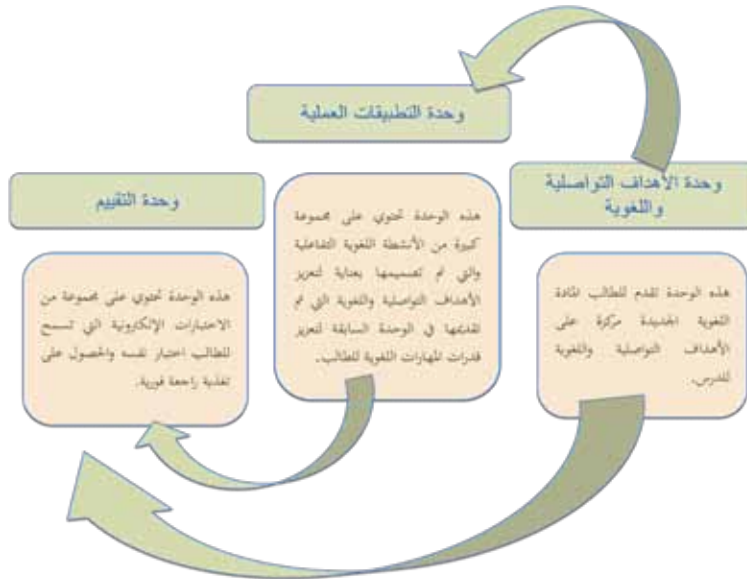 وحدة الأهداف التواصلية
واللغوية
هذه الوحدة تقدم للطالب المادة
اللغوية الجديدة مركزة على
الأهداف التواصلية واللغوية
للدرس.
وحدة التطبيقات العملية
هذه الوحدة تحتوي على مجموعة
كبيرة من الأنشطة اللغوية التفاعلية
والتي تم تصميمها بعناية لتعزيز
الأهداف التواصلية واللغوية التي تم
تقديمها في الوحدة السابقة لتعزيز
قدرات المهارات اللغوية للطالب.
وحدة التقييم
هذه الوحدة تحتوي على مجموعة من
الاختبارات الإلكترونية التي تسمح
للطالب اختبار نفسه والحصول على
تغذية راجعة فورية.